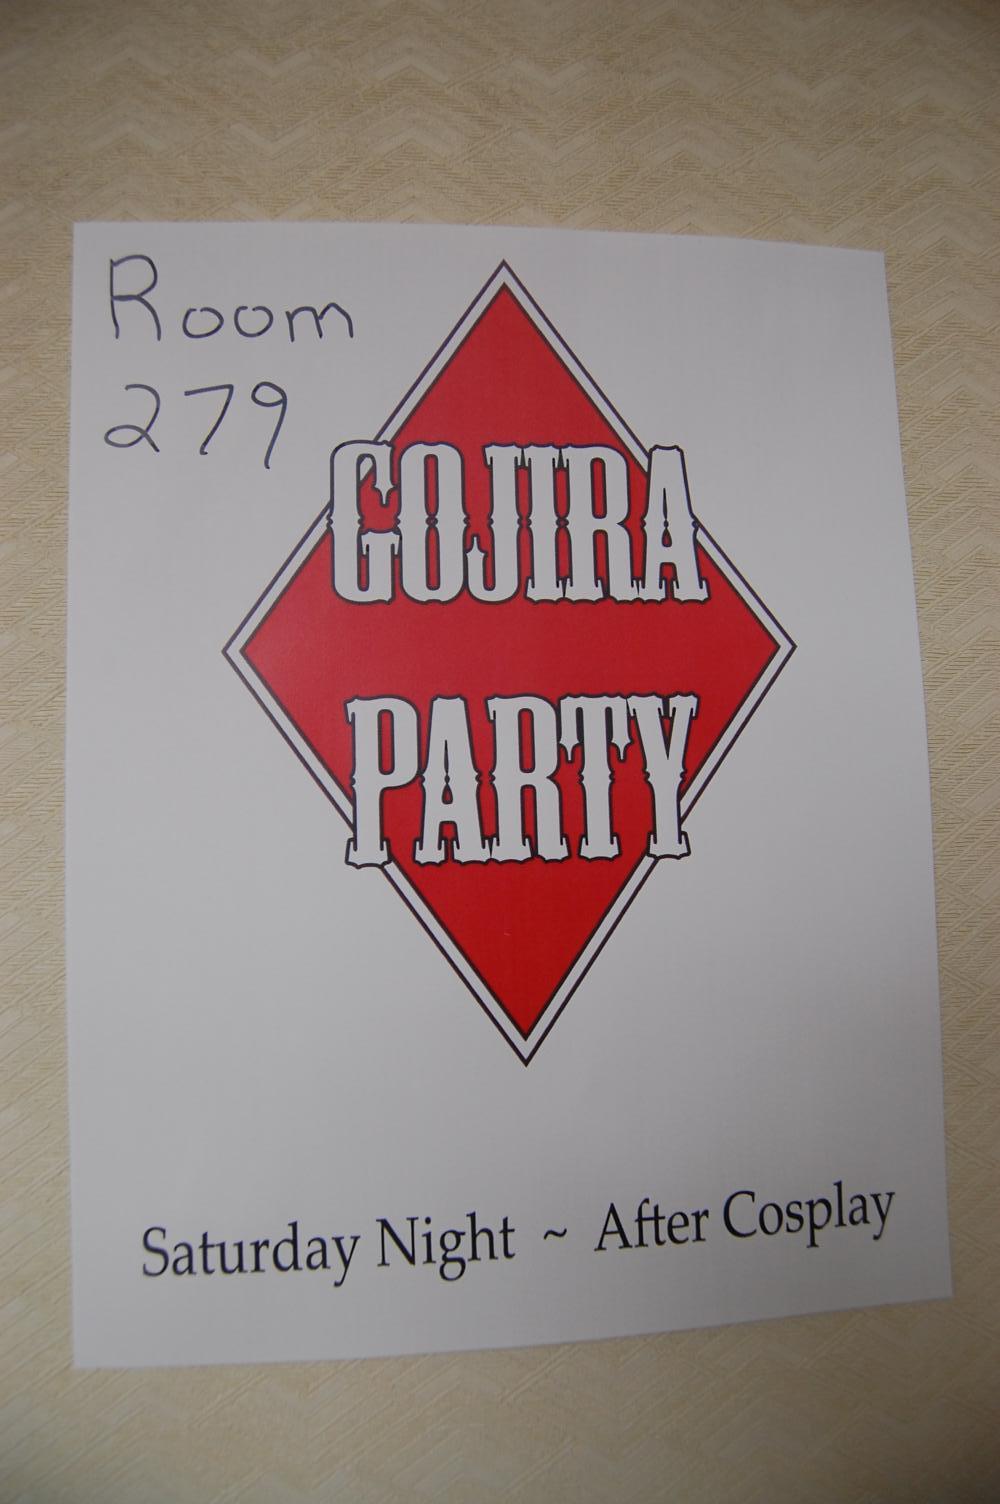 Room
279
GOJIRA
PARTY
Saturday Night ~ After Cosplay